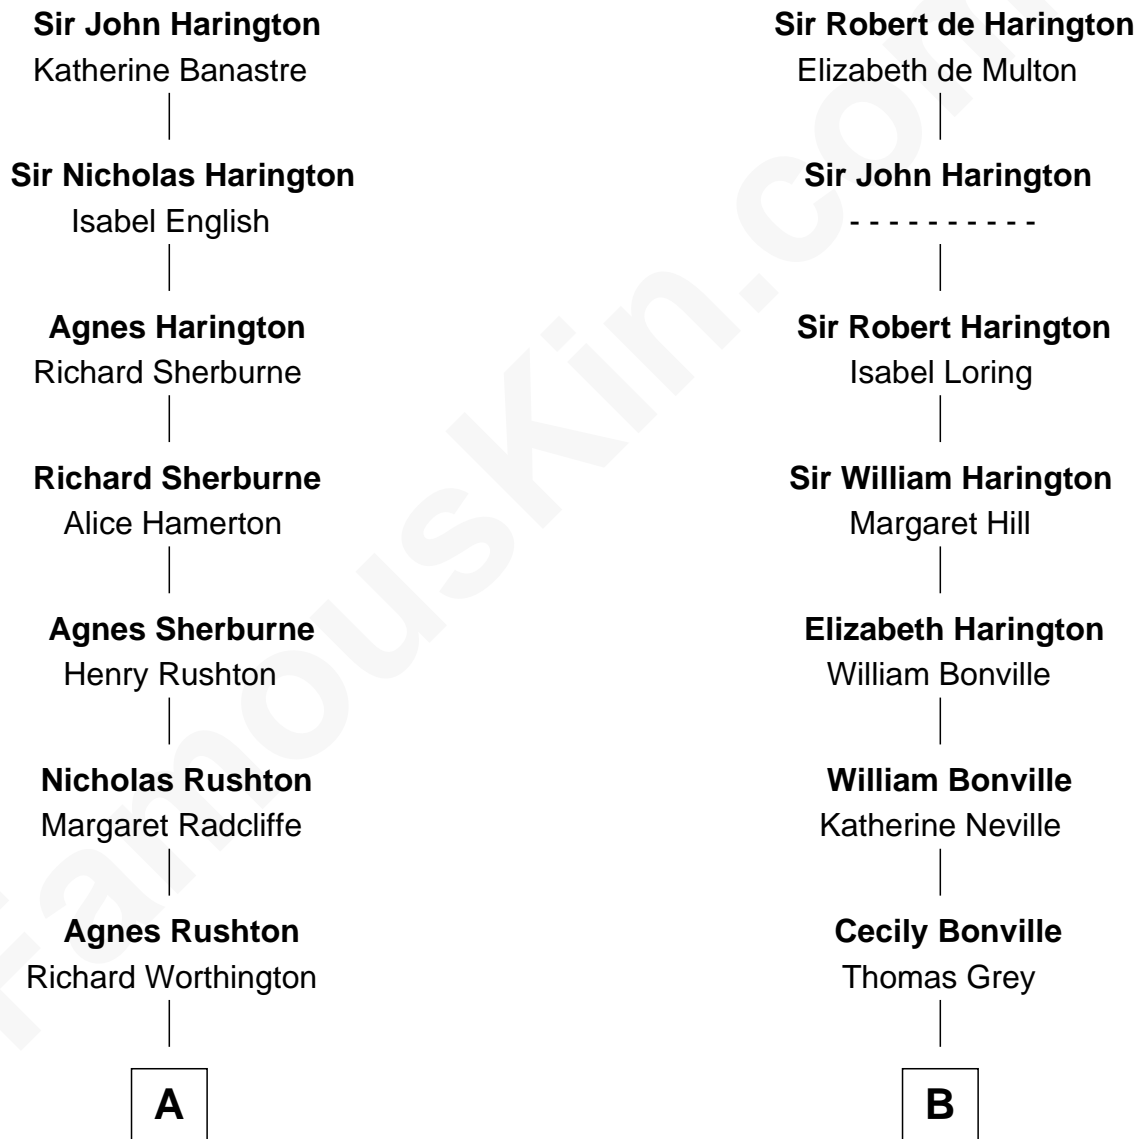 Sir John Harington
Katherine Banastre
Sir Nicholas Harington
Isabel English
Agnes Harington
Richard Sherburne
Richard Sherburne
Alice Hamerton
Agnes Sherburne
Henry Rushton
Nicholas Rushton
Margaret Radcliffe
Agnes Rushton
Richard Worthington
A
Sir Robert de Harington
Elizabeth de Multon
Sir John Harington
- - - - - - - - - -
Sir Robert Harington
Isabel Loring
Sir William Harington
Margaret Hill
Elizabeth Harington
William Bonville
William Bonville
Katherine Neville
Cecily Bonville
Thomas Grey
B
FamousKin.com